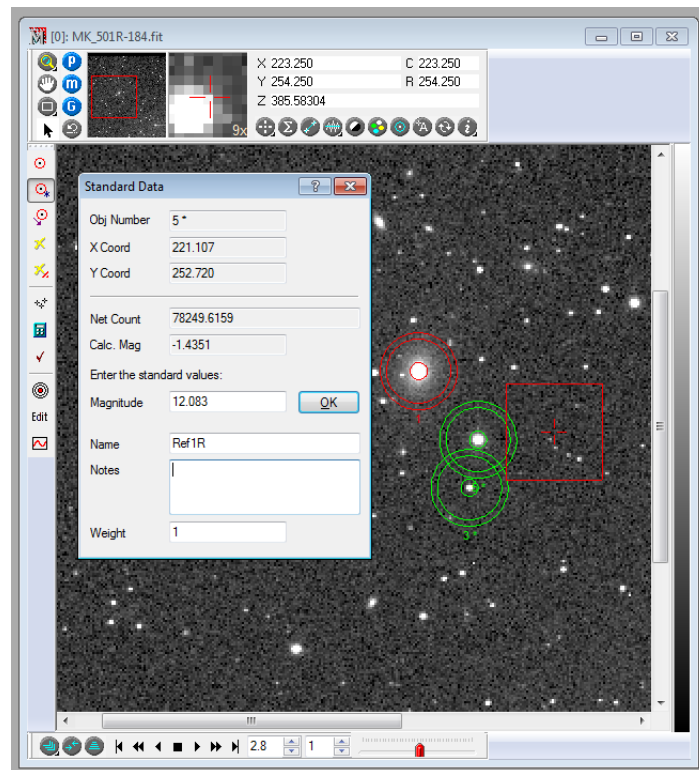 [0]: MK_501R-184.fit
X 223.250 C 223.250
Y 254.250 R 254.250
Z 385.58304
9x
Standard Data
Obj Number 5 *
X Coord 221.107
Y Coord 252.720
Net Count 78249.6159
Calc. Mag -1.4351
Enter the standard values:
Magnitude 12.083 OK
Name Ref1R
Notes
Weight 1
Edit
1
3 *
2.8 1